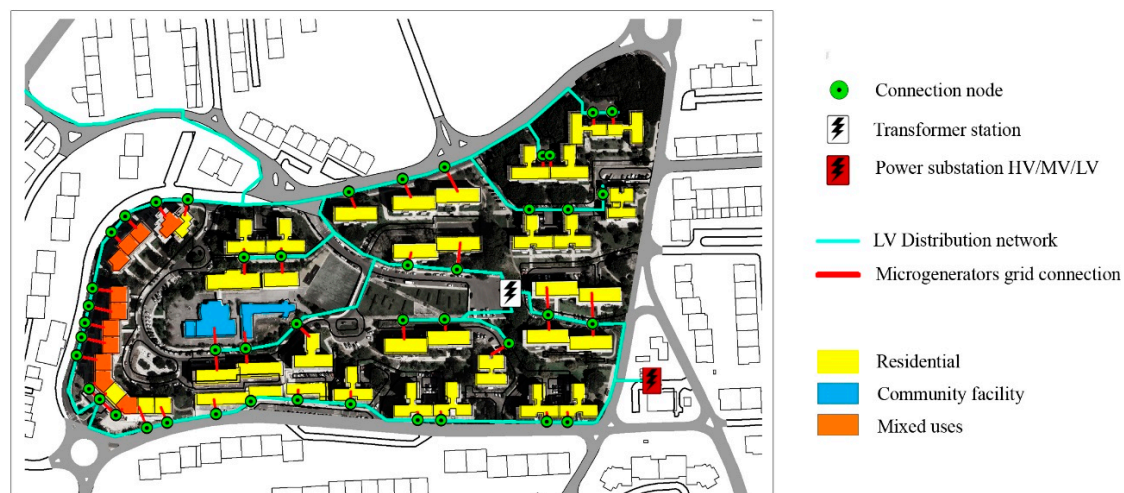 Connection node
Transformer station
Power substation HV/MV/LV
LV Distribution network
Microgenerators grid connection
Residential
Community facility
Mixed uses